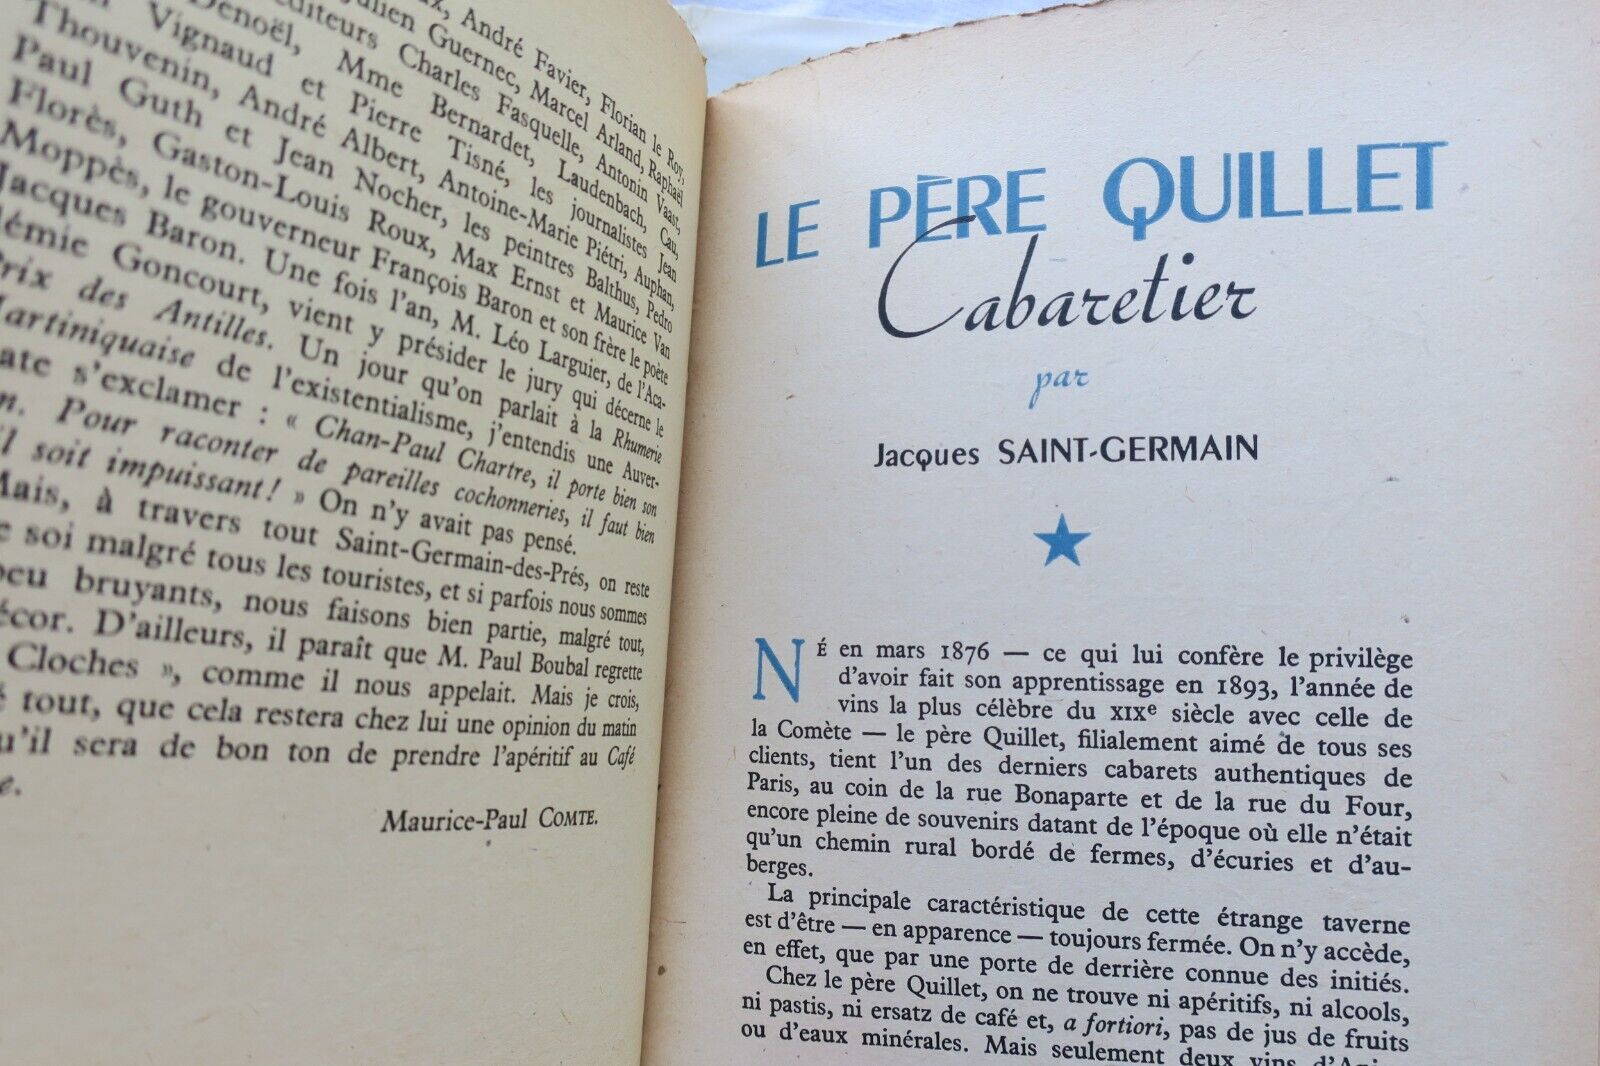 x, André Favier, Florian le Roy,
Julien Guernec, Marcel Arland, Raphaël
éditeurs Charles Fasquelle, Antonin Vaast,
Denoël, Mme Bernardet, Laudenbach, Cau,
Vignaud et Pierre Tisné, les journalistes Jean
Thouvenin, André Albert, Antoine-Marie Piétri, Auphan,
Paul Guth et Jean Nocher, les peintres Balthus, Pedro
Florès, Gaston-Louis Roux, Max Ernst et Maurice Van
Moppès, le gouverneur François Baron et son frère le poète
Jacques Baron. Une fois l'an, M. Léo Larguier, de l'Aca-
démie Goncourt, vient y présider le jury qui décerne le
Prix des Antilles. Un jour qu'on parlait à la Rhumerie
Martiniquaise de l'existentialisme, j'entendis une Auver-
ate s'exclamer : « Chan-Paul Chartre, il porte bien son
m. Pour raconter de pareilles cochonneries, il faut bien
'il soit impuissant! » On n'y avait pas pensé.
Mais, à travers tout Saint-Germain-des-Prés, on reste
e soi malgré tous les touristes, et si parfois nous sommes
peu bruyants, nous faisons bien partie, malgré tout,
écor. D'ailleurs, il paraît que M. Paul Boubal regrette
Cloches », comme il nous appelait. Mais je crois,
é tout, que cela restera chez lui une opinion du matin
u'il sera de bon ton de prendre l'apéritif au Café
e.
Maurice-Paul COMTE.
LE PÈRE QUILLET
Cabaretier
par
Jacques SAINT-GERMAIN
NÉ en mars 1876 — ce qui lui confère le privilège
d'avoir fait son apprentissage en 1893, l'année de
vins la plus célèbre du XIXe siècle avec celle de
la Comète — le père Quillet, filialement aimé de tous ses
clients, tient l'un des derniers cabarets authentiques de
Paris, au coin de la rue Bonaparte et de la rue du Four,
encore pleine de souvenirs datant de l'époque où elle n'était
qu'un chemin rural bordé de fermes, d'écuries et d'au-
berges.
La principale caractéristique de cette étrange taverne
est d'être — en apparence — toujours fermée. On n'y accède,
en effet, que par une porte de derrière connue des initiés.
Chez le père Quillet, on ne trouve ni apéritifs, ni alcools,
ni pastis, ni ersatz de café et, a fortiori, pas de jus de fruits
ou d'eaux minérales. Mais seulement deux vins